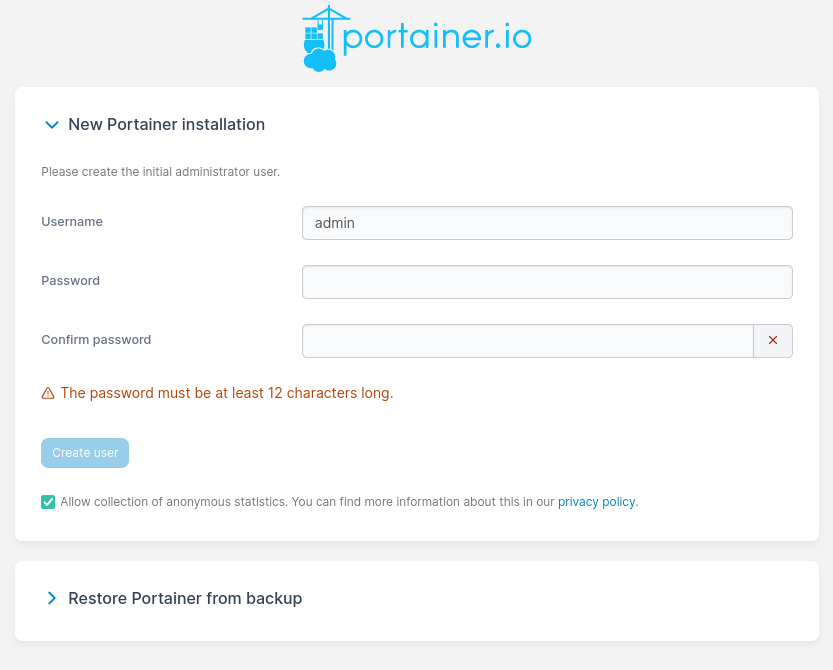 portainer.io
New Portainer installation
Please create the initial administrator user.
Username
admin
Password
Confirm password
The password must be at least 12 characters long.
Create user
Allow collection of anonymous statistics. You can find more information about this in our privacy policy.
Restore Portainer from backup